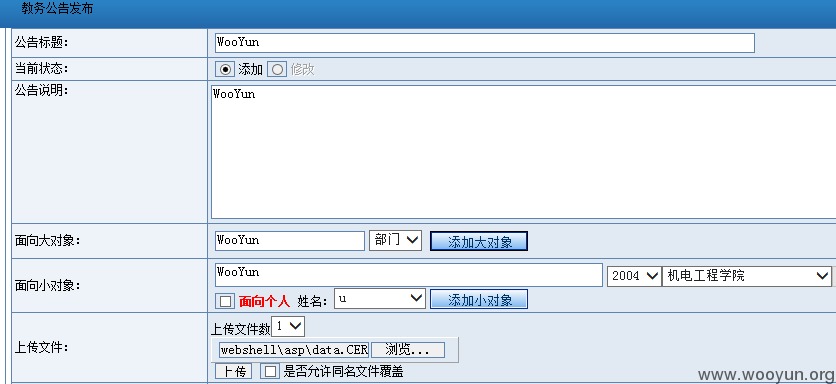 教务公告发布
公告标题: WooYun
当前状态: 添加 修改
公告说明: WooYun
面向大对象: WooYun 部门 添加大对象
面向小对象: WooYun 2004 机电工程学院
面向个人 姓名: u 添加小对象
上传文件: 上传文件数 1
webshell\asp\data.CER 浏览...
上传 是否允许同名文件覆盖
www.wooyun.org